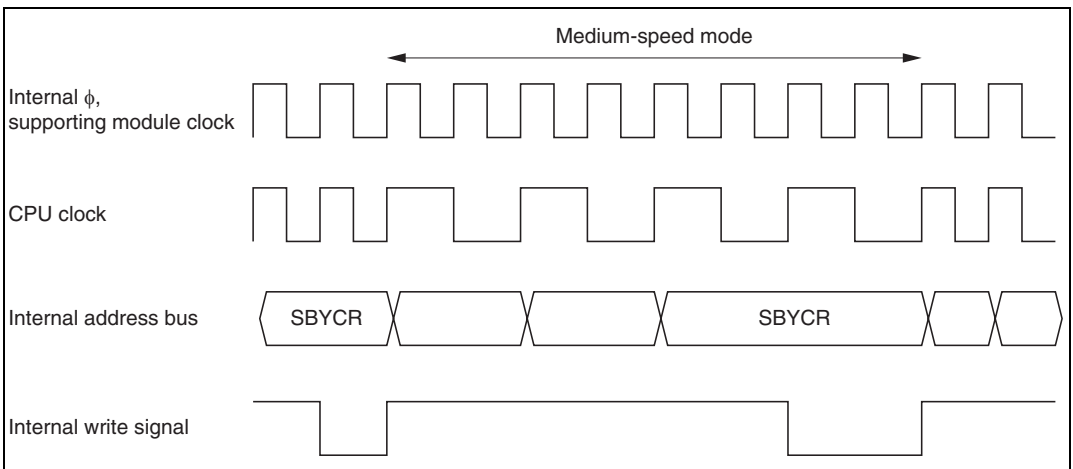 Medium-speed mode
Internal ϕ,
supporting module clock
CPU clock
Internal address bus
SBYCR
SBYCR
Internal write signal